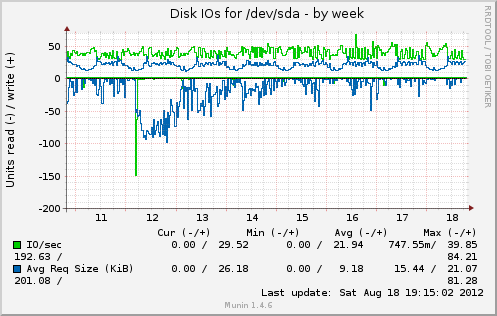 Disk IOs for /dev/sda - by week
RRDTOOL / TOBI OETIKER
Units read (-) / write (+)
50
0
-50
-100
-150
-200
11 12 13 14 15 16 17 18
Cur (-/+) Min (-/+) Avg (-/+) Max (-/+)
IO/sec 0.00 / 29.52 0.00 / 21.94 747.55m/ 39.85
192.63 / 84.21
Avg Req Size (KiB) 0.00 / 26.18 0.00 / 9.18 15.44 / 21.07
201.08 / 81.28
Last update: Sat Aug 18 19:15:02 2012
Munin 1.4.6